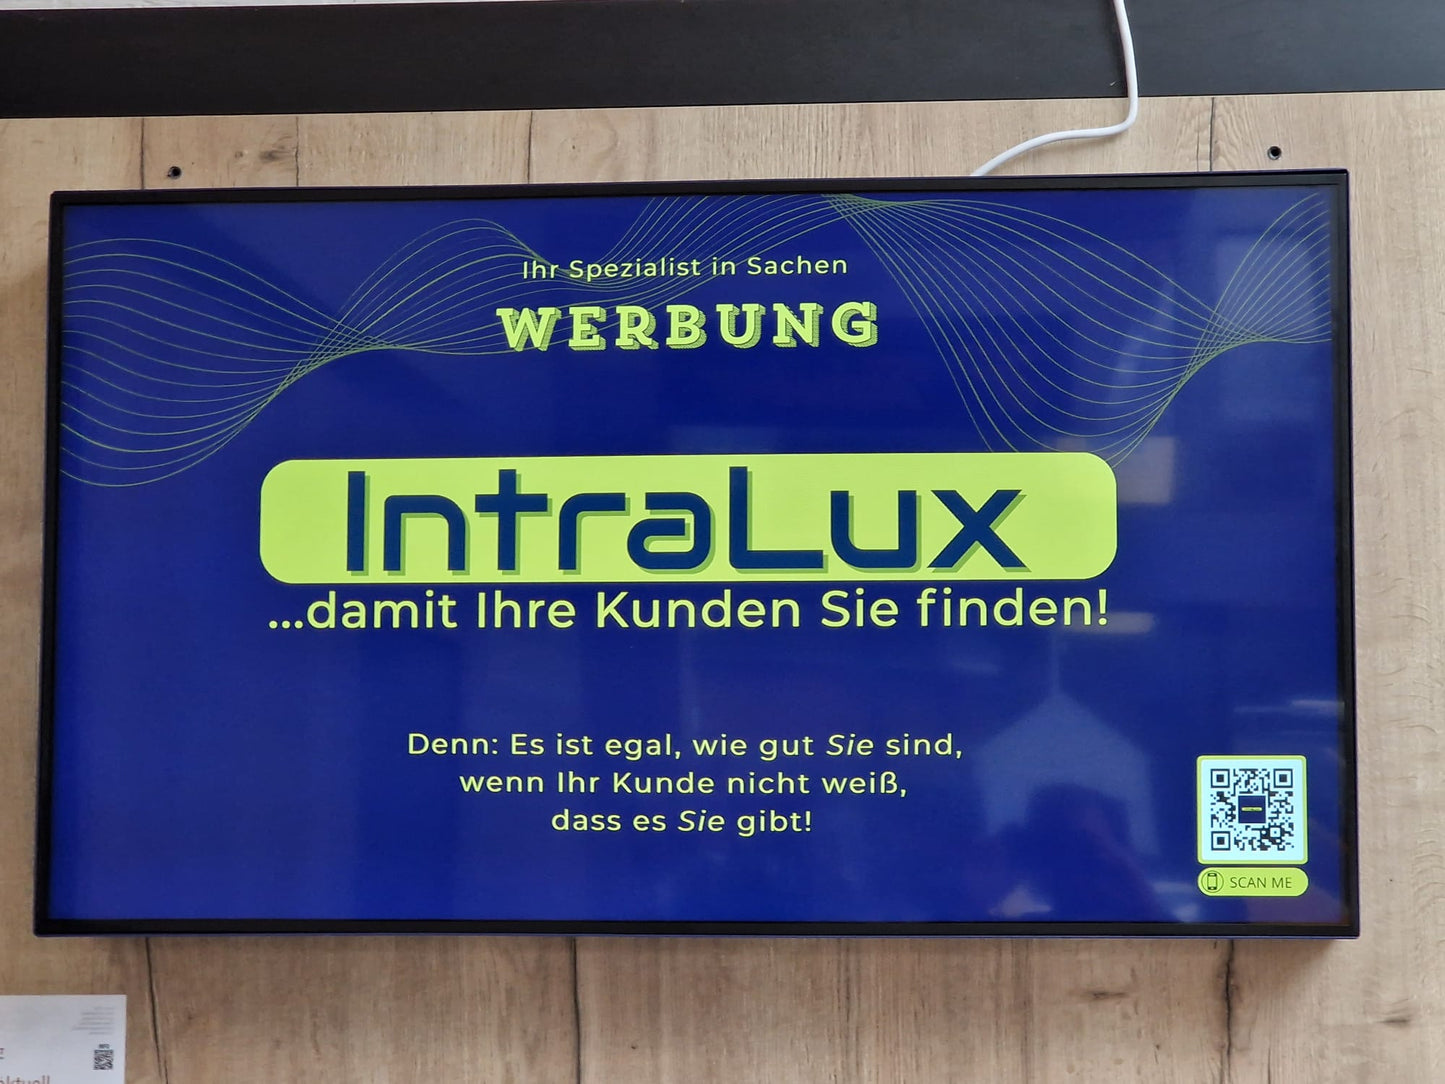 Ihr Spezialist in Sachen
WERBUNG
IntraLux
...damit Ihre Kunden Sie finden!
Denn: Es ist egal, wie gut Sie sind,
wenn Ihr Kunde nicht weiß,
dass es Sie gibt!
SCAN ME